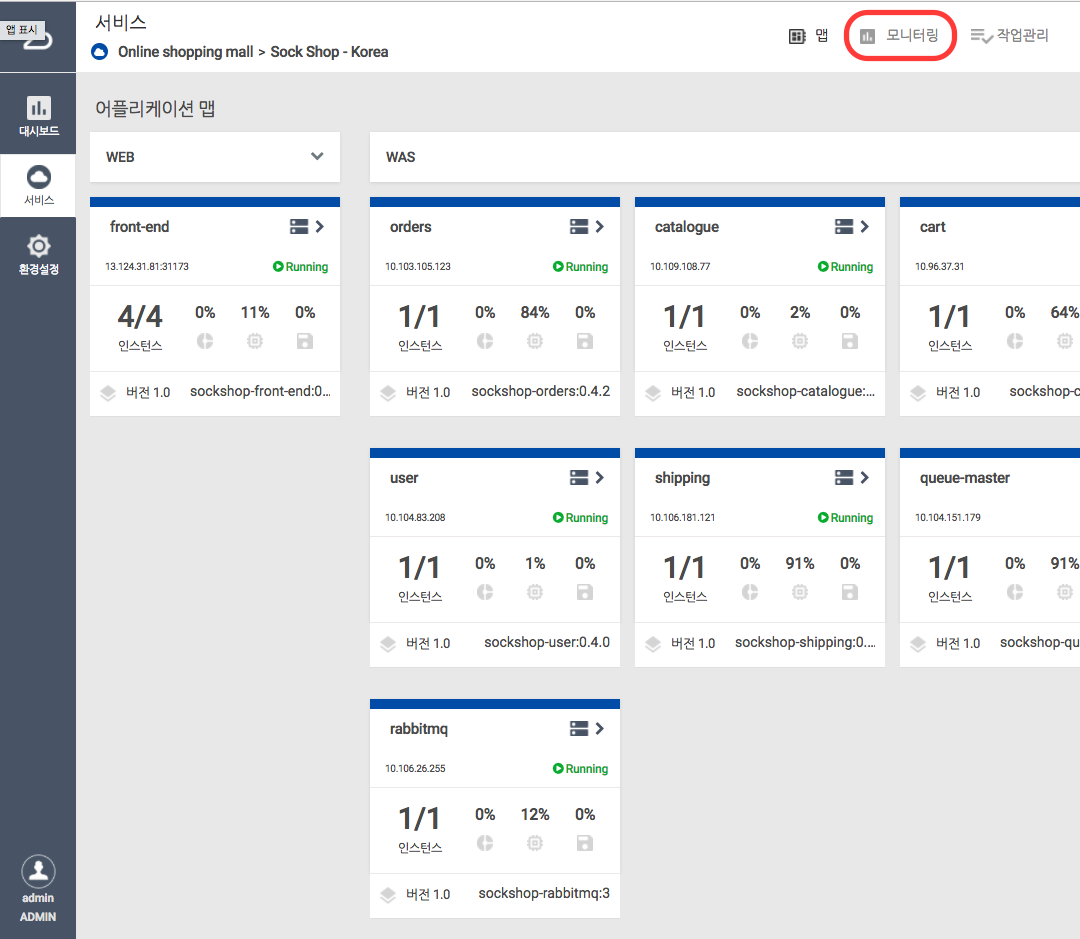 앱 표시
서비스
Online shopping mall > Sock Shop - Korea
맵
모니터링
작업관리
대시보드
서비스
환경설정
admin
ADMIN
어플리케이션 맵
WEB
WAS
front-end
13.124.31.81:31173
Running
4/4
인스턴스
0% 11% 0%
버전 1.0
sockshop-front-end:0...
orders
10.103.105.123
Running
1/1
인스턴스
0% 84% 0%
버전 1.0
sockshop-orders:0.4.2
catalogue
10.109.108.77
Running
1/1
인스턴스
0% 2% 0%
버전 1.0
sockshop-catalogue:...
cart
10.96.37.31
1/1
인스턴스
0% 64%
버전 1.0
sockshop-c
user
10.104.83.208
Running
1/1
인스턴스
0% 1% 0%
버전 1.0
sockshop-user:0.4.0
shipping
10.106.181.121
Running
1/1
인스턴스
0% 91% 0%
버전 1.0
sockshop-shipping:0....
queue-master
10.104.151.179
1/1
인스턴스
0% 91%
버전 1.0
sockshop-qu
rabbitmq
10.106.26.255
Running
1/1
인스턴스
0% 12% 0%
버전 1.0
sockshop-rabbitmq:3